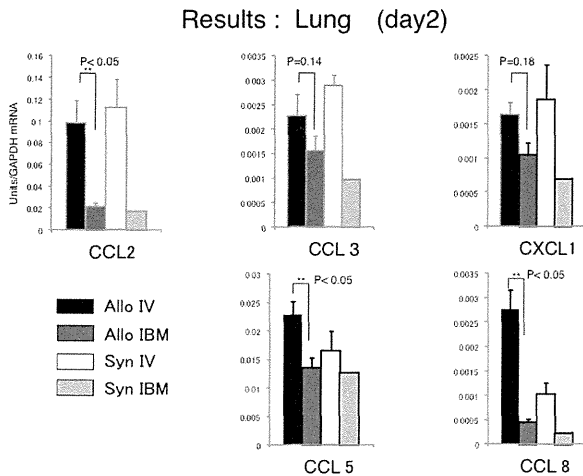 Results : Lung (day2)
Units/GAPDH mRNA
0.16
0.14
0.12
0.1
0.08
0.06
0.04
0.02
0
P< 0.05
**
CCL2
0.0035
0.003
0.0025
0.002
0.0015
0.001
0.0005
0
P=0.14
CCL 3
0.0025
0.002
0.0015
0.001
0.0005
0
P=0.18
CXCL1
Allo IV
Allo IBM
Syn IV
Syn IBM
0.03
0.025
0.02
0.015
0.01
0.005
0
**
P< 0.05
CCL 5
0.0035
0.003
0.0025
0.002
0.0015
0.001
0.0005
0
**
P< 0.05
CCL 8